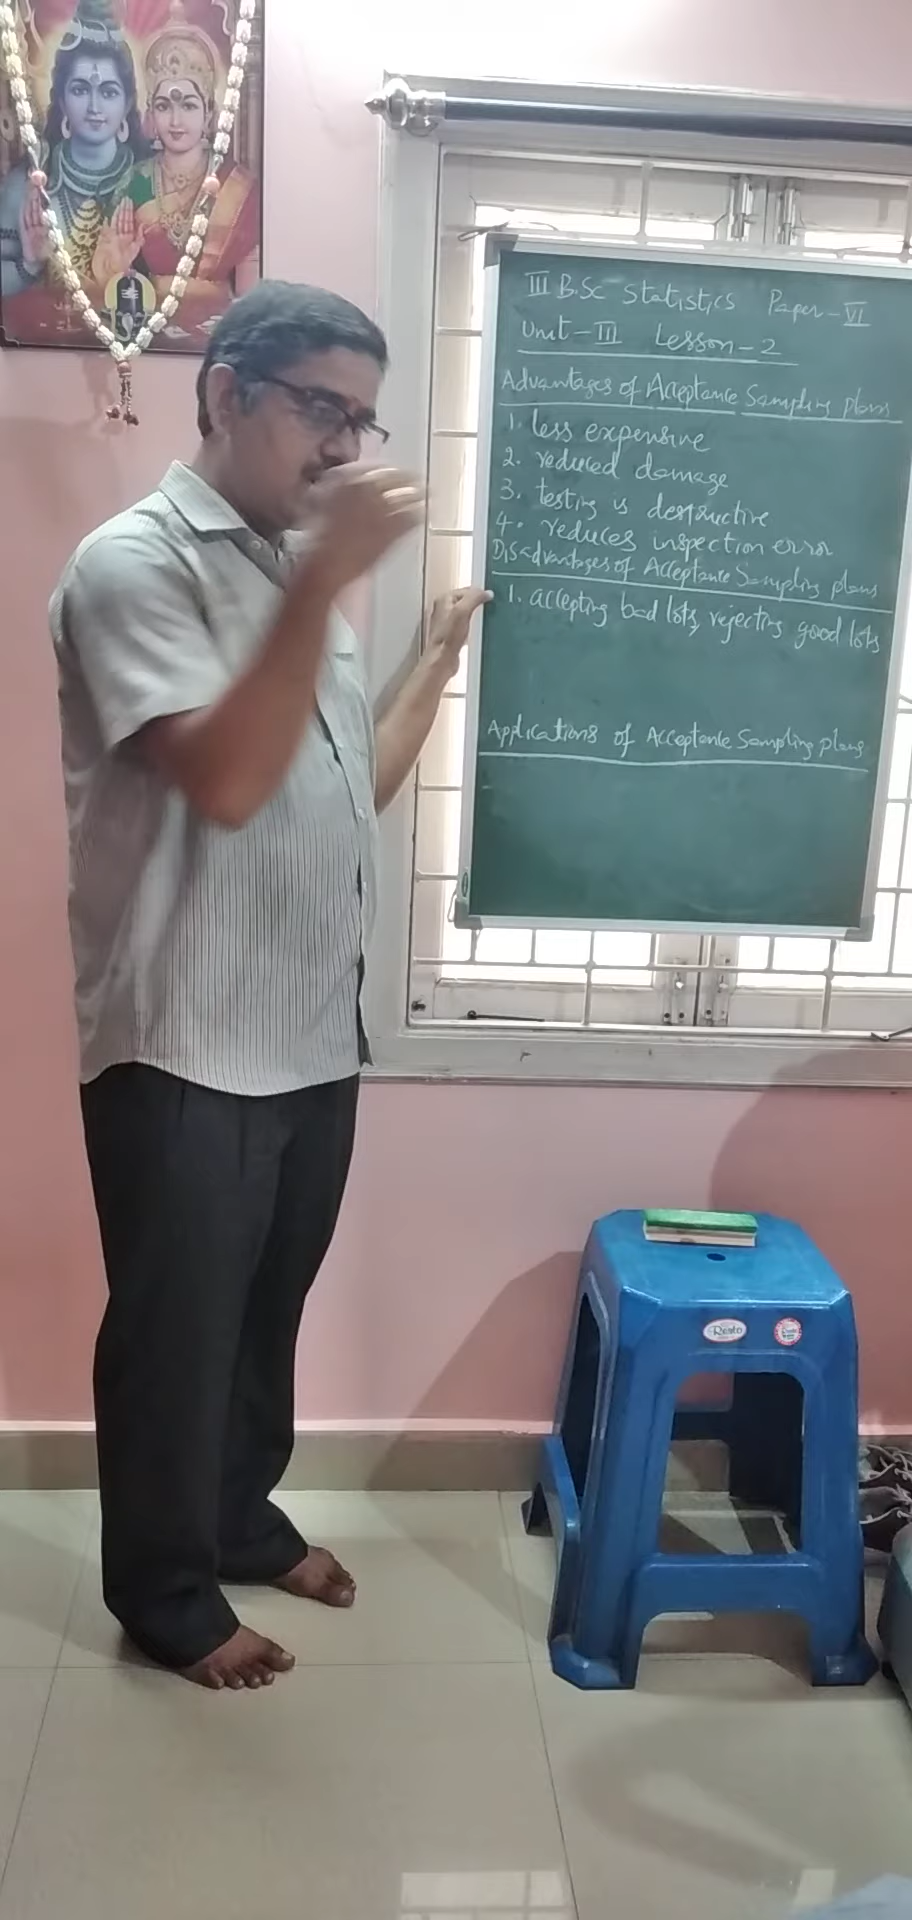 III B.Sc Statistics Paper-VI
Unit-III Lesson-2
Advantages of Acceptance Sampling plans
1. less expensive
2. reduced damage
3. testing is destructive
4. reduces inspection error
Disadvantages of Acceptance Sampling plans
1. accepting bad lots, rejecting good lots
Applications of Acceptance Sampling plans